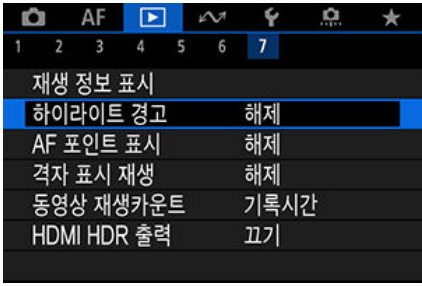 AF
1 2 3 4 5 6 7
재생 정보 표시
하이라이트 경고 해제
AF 포인트 표시 해제
격자 표시 재생 해제
동영상 재생카운트 기록시간
HDMI HDR 출력 끄기